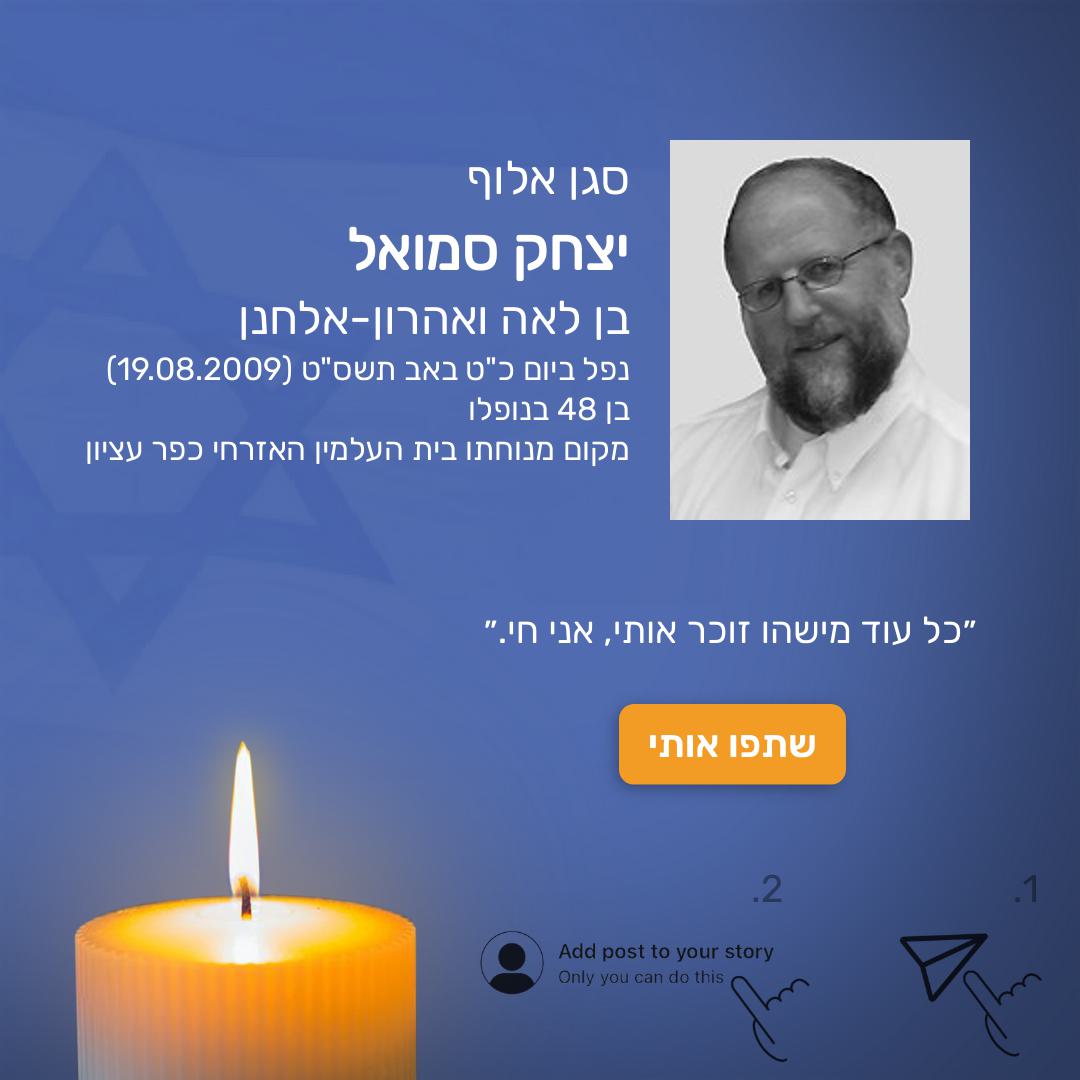 סגן אלוף
יצחק סמואל
בן לאה ואהרון-אלחנן
נפל ביום כ"ט באב תשס"ט (19.08.2009)
בן 48 בנופלו
מקום מנוחתו בית העלמין האזרחי כפר עציון
״כל עוד מישהו זוכר אותי, אני חי.״
שתפו אותי
1.
2.
Add post to your story
Only you can do this